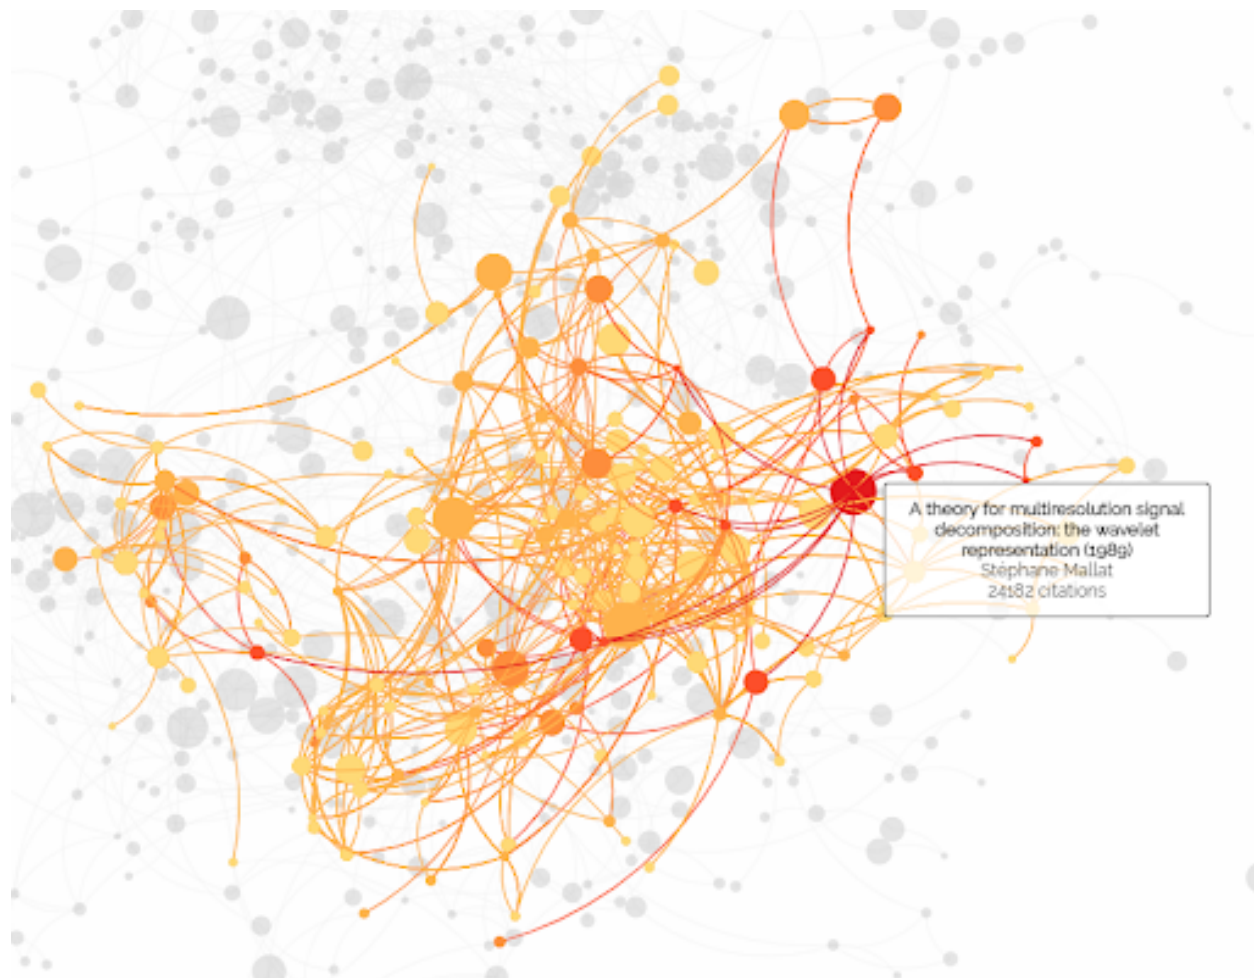 A theory for multiresolution signal
decomposition: the wavelet
representation (1989)
Stéphane Mallat
24182 citations